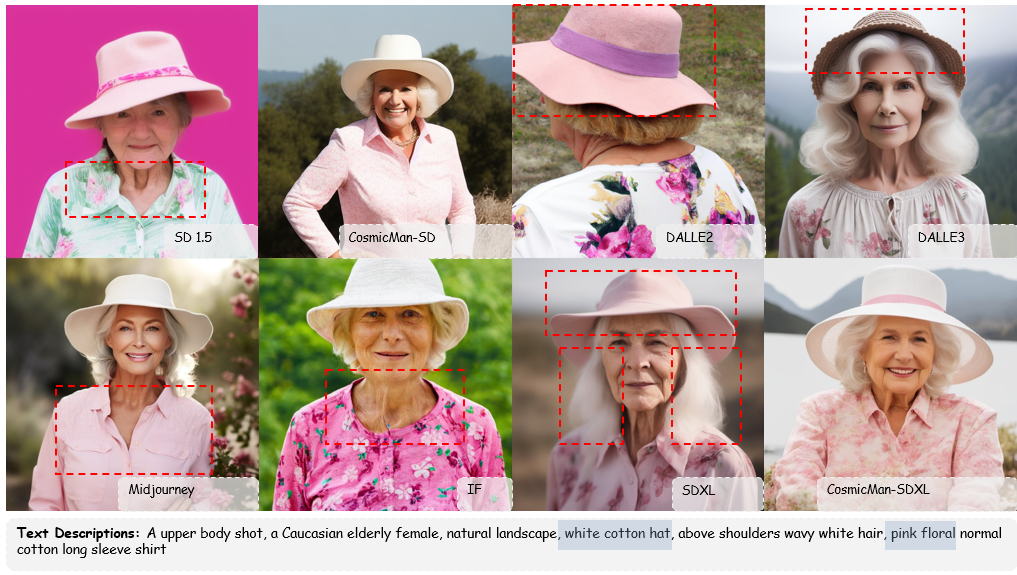 SD 1.5
CosmicMan-SD
DALLE2
DALLE3
Midjourney
IF
SDXL
CosmicMan-SDXL
Text Descriptions: A upper body shot, a Caucasian elderly female, natural landscape, white cotton hat, above shoulders wavy white hair, pink floral normal
cotton long sleeve shirt